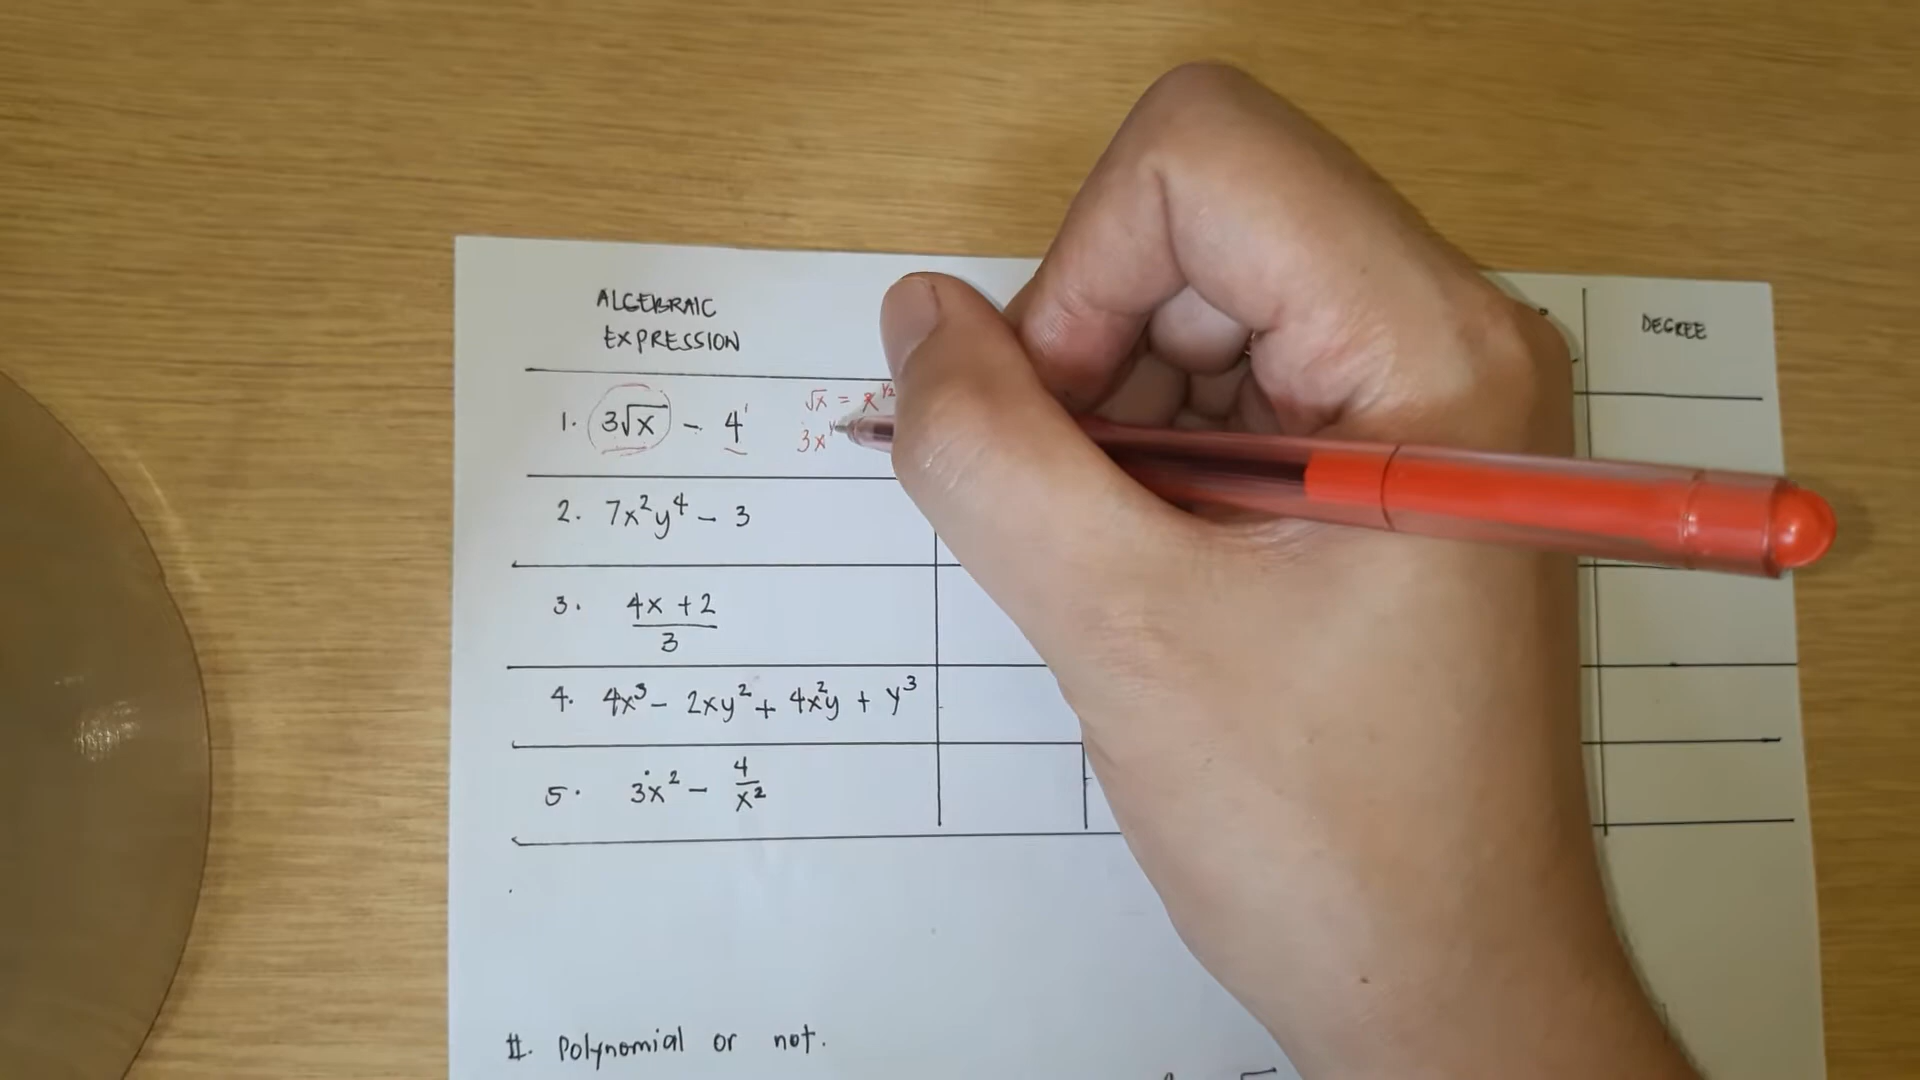 ALGEBRAIC
EXPRESSION
DEGREE
1. 3√x - 4
√x = x^1/2
3x
2. 7x²y⁴ - 3
3. 4x + 2
3
4. 4x³ - 2xy² + 4x²y + y³
5. 3x² - 4/x²
II. Polynomial or not.